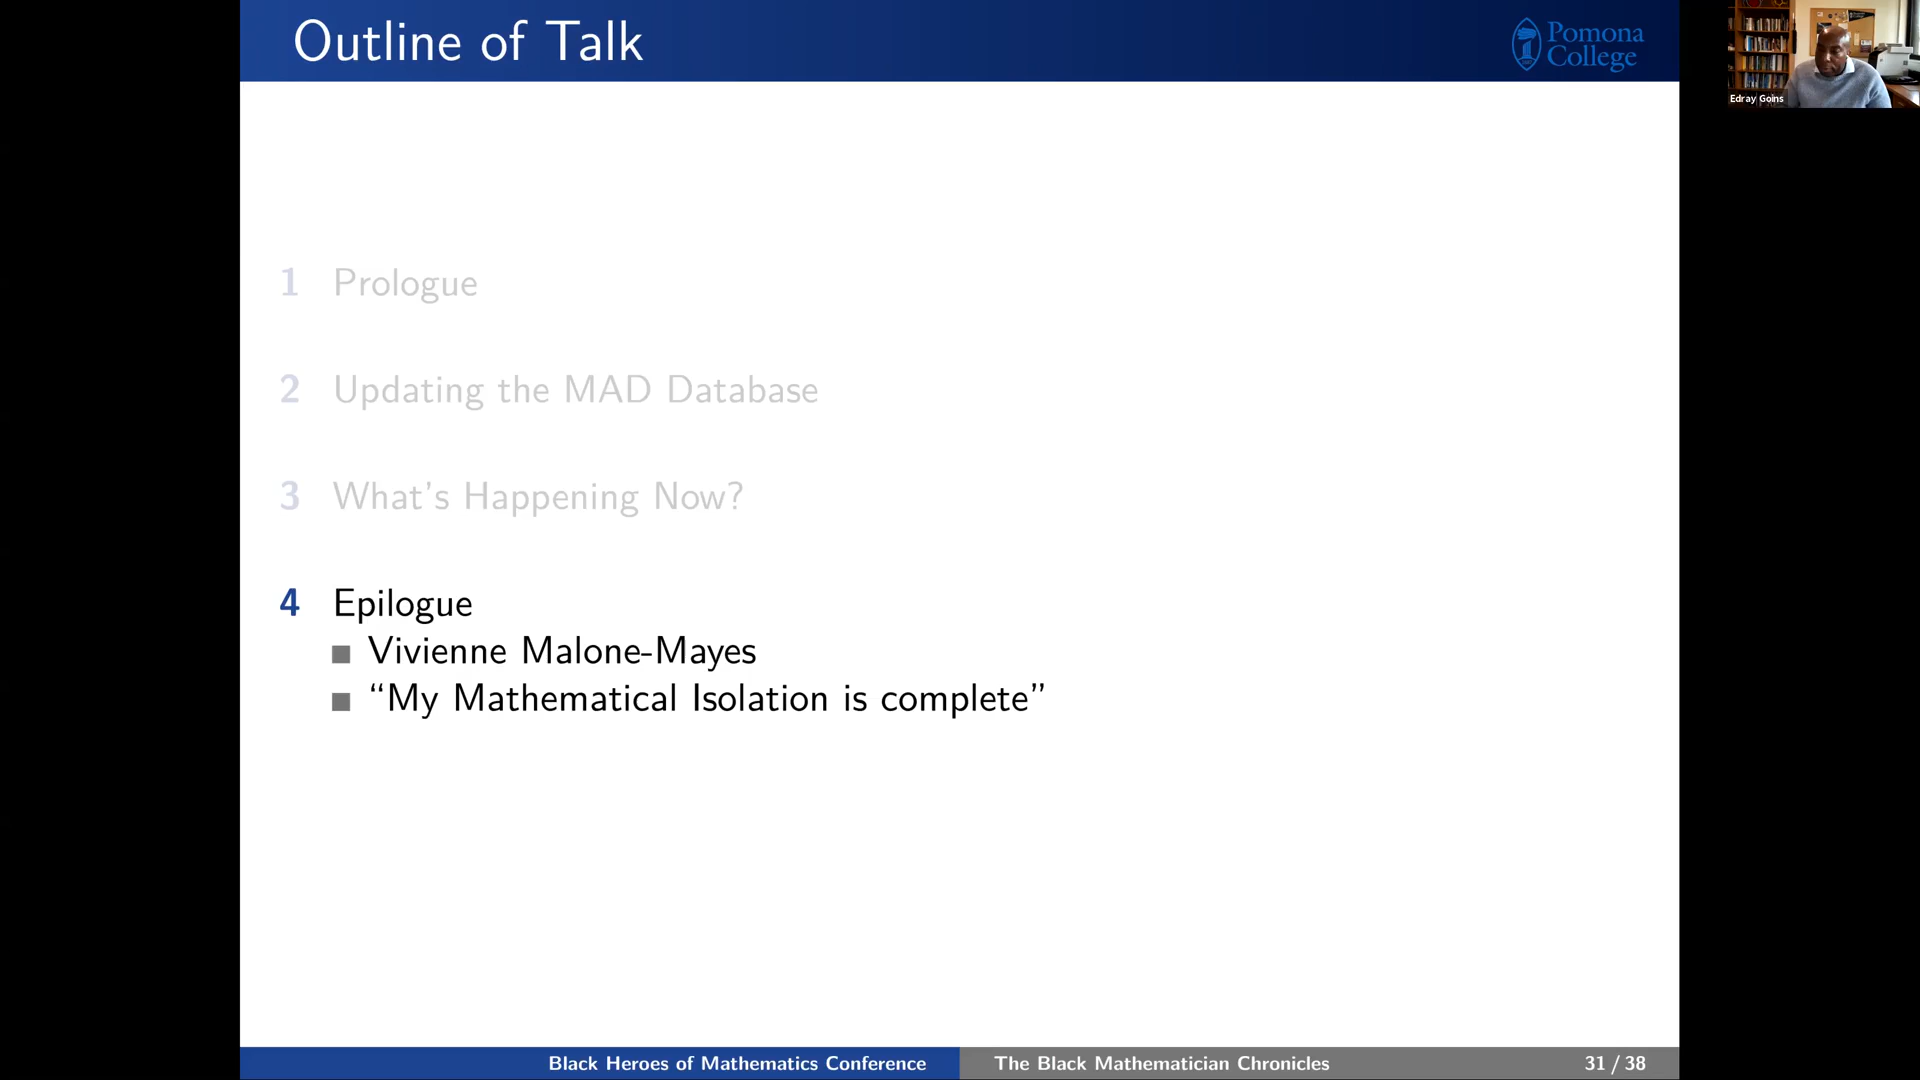 Outline of Talk
Pomona
College
Edray Goins
1 Prologue
2 Updating the MAD Database
3 What's Happening Now?
4 Epilogue
Vivienne Malone-Mayes
“My Mathematical Isolation is complete”
Black Heroes of Mathematics Conference
The Black Mathematician Chronicles
31 / 38